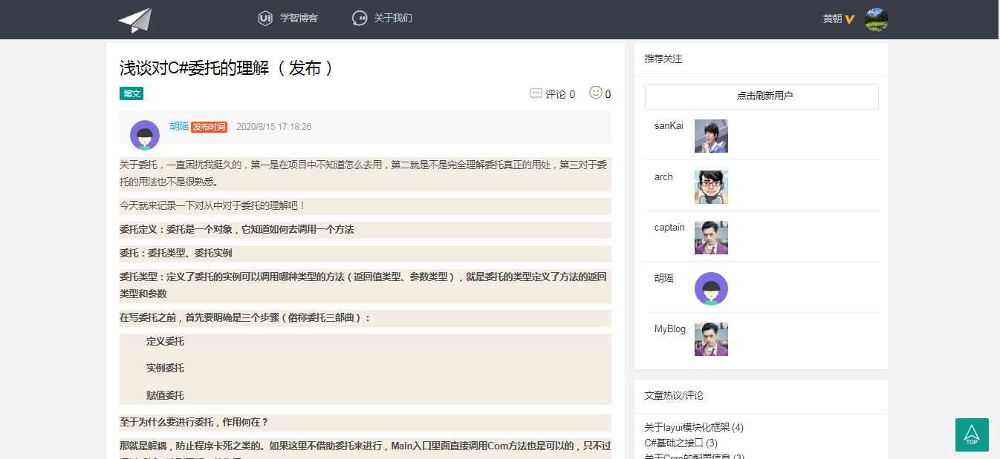 UI 学智博客
关于我们
黄朝
浅谈对C#委托的理解 （ 发布 ）
博文
评论 0
0
胡瑶 发布时间 2020/8/15 17:18:26
关于委托，一直困扰我挺久的，第一是在项目中不知道怎么去用，第二就是不是完全理解委托真正的用处，第三对于委
托的用法也不是很熟悉。
今天就来记录一下对从中对于委托的理解吧！
委托定义：委托是一个对象，它知道如何去调用一个方法
委托：委托类型、委托实例
委托类型：定义了委托的实例可以调用哪种类型的方法（返回值类型、参数类型），就是委托的类型定义了方法的返回
类型和参数
在写委托之前，首先要明确是三个步骤（俗称委托三部曲）：
定义委托
实例委托
赋值委托
至于为什么要进行委托，作用何在？
那就是解耦，防止程序卡死之类的。如果这里不借助委托来进行，Main入口里面直接调用Com方法也是可以的，只不过
推荐关注
点击刷新用户
sanKai
arch
captain
胡瑶
MyBlog
文章热议/评论
关于layui模块化框架 (4)
C#基础之接口 (3)
关于Core的配置信息 (3)
TOP